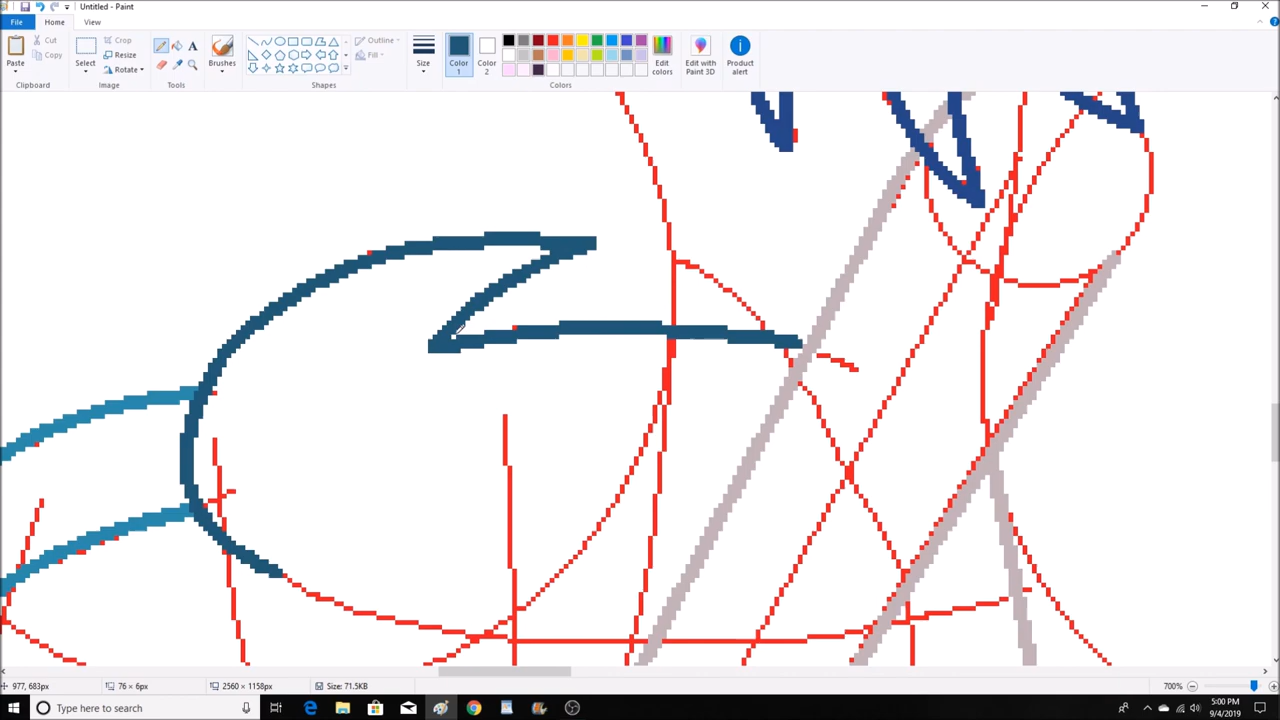 Untitled - Paint
File Home View
Paste
Cut
Copy
Clipboard
Select
Crop
Resize
Rotate
Image
A
Tools
Brushes
Outline
Fill
Shapes
Size
Color 1
Color 2
Edit colors
Colors
Edit with Paint 3D
Product alert
977, 683px
76 × 6px
2560 × 1158px
Size: 71.5KB
700%
Type here to search
5:00 PM
9/4/2019